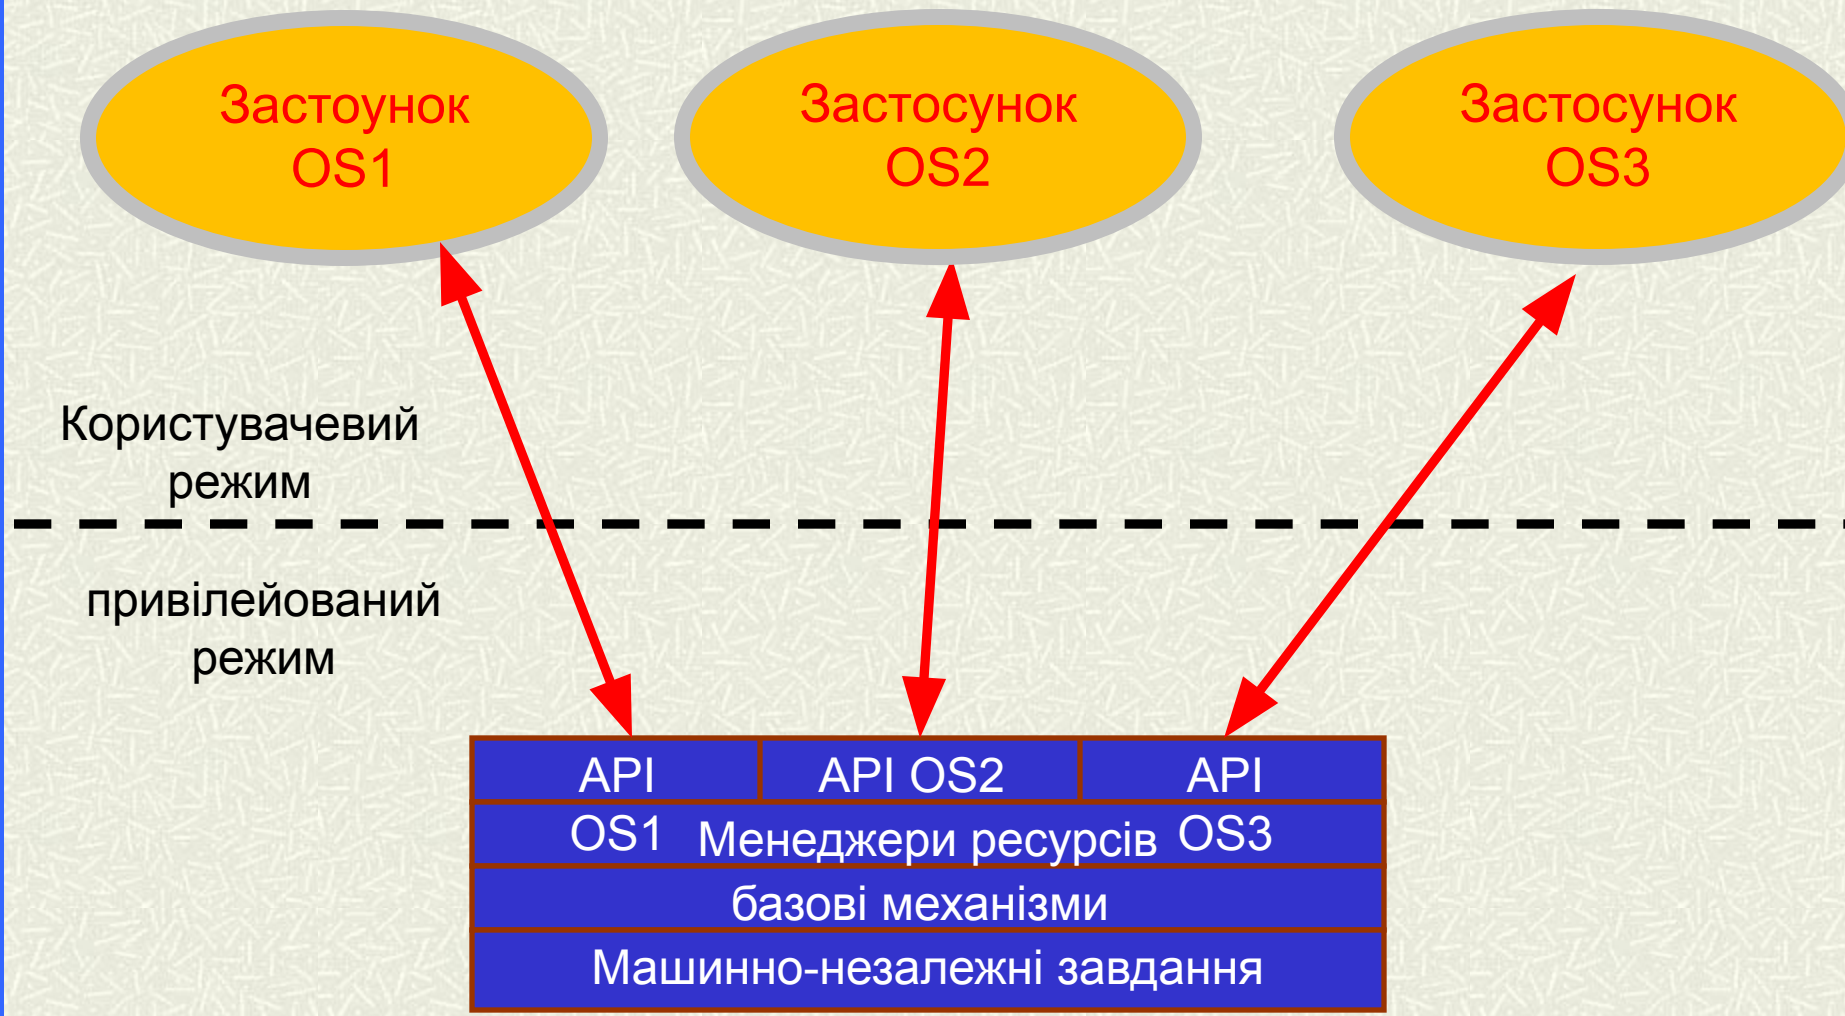 Застоунок
OS1
Застосунок
OS2
Застосунок
OS3
Користувачевий
режим
привілейований
режим
API
OS1
API OS2
API
OS3
Менеджери ресурсів
базові механізми
Машинно-незалежні завдання